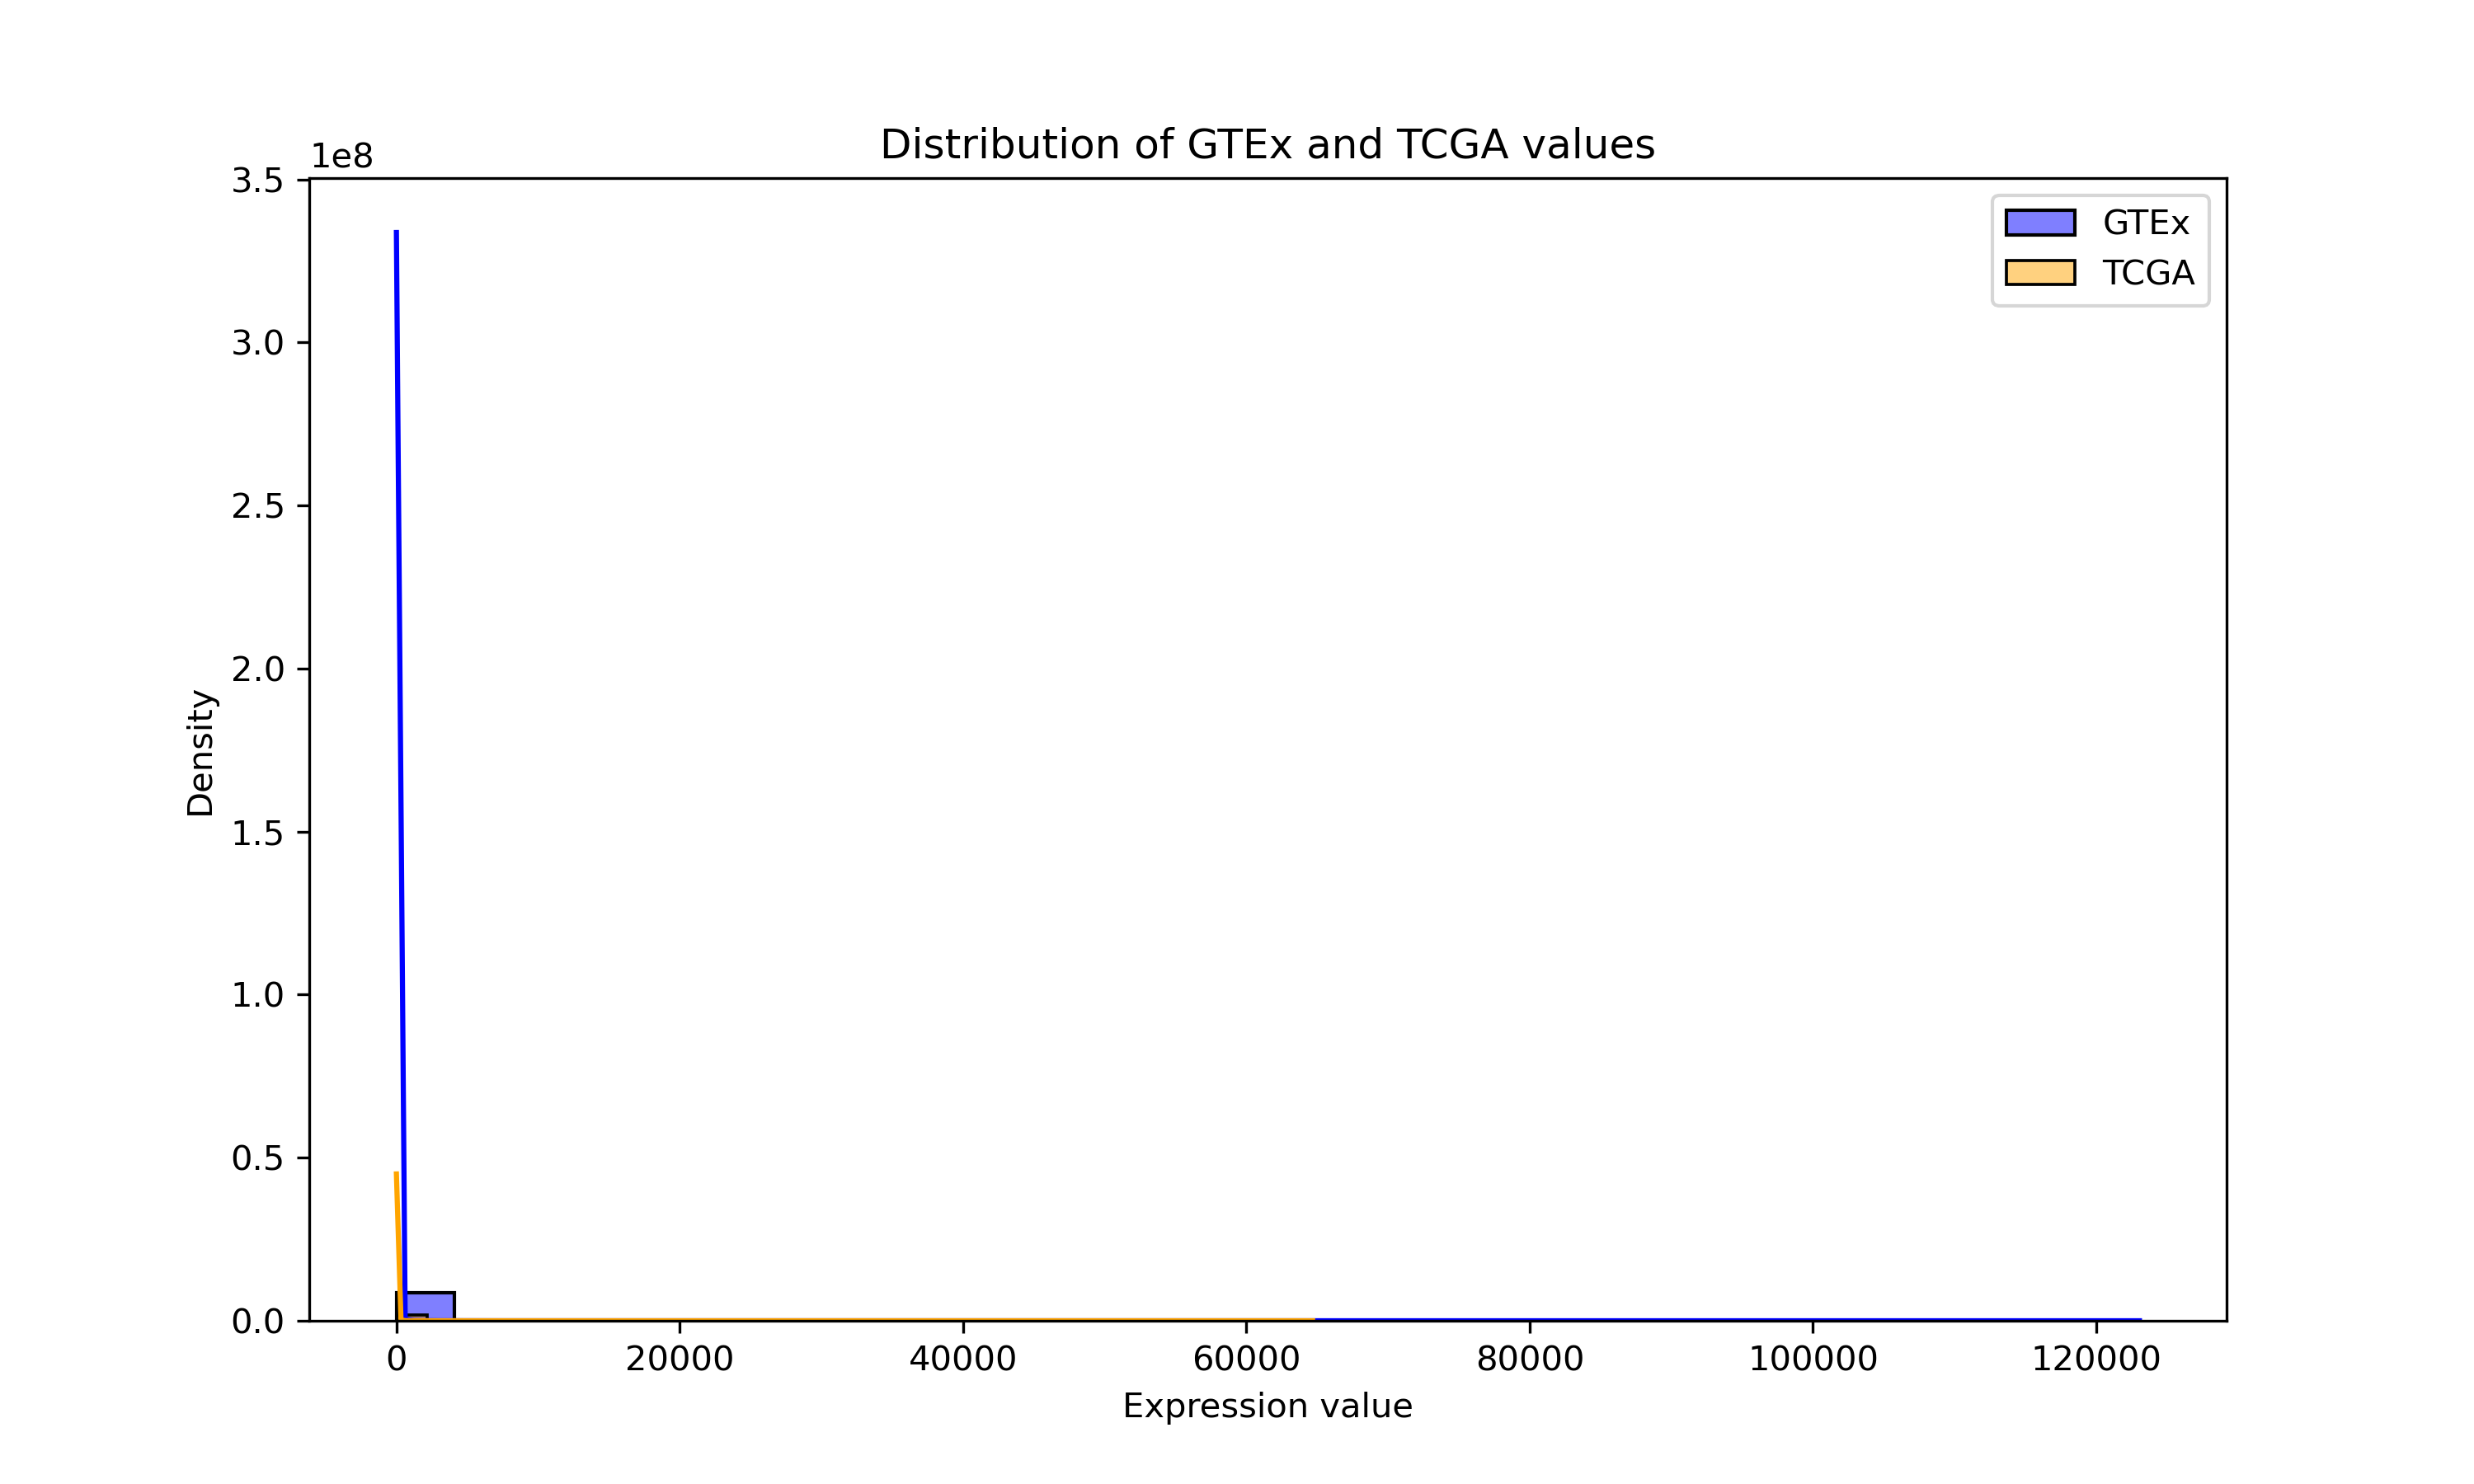 Distribution of GTEx and TCGA values
1e8
3.5
3.0
2.5
2.0
1.5
1.0
0.5
0.0
Density
GTEx
TCGA
0 20000 40000 60000 80000 100000 120000
Expression value